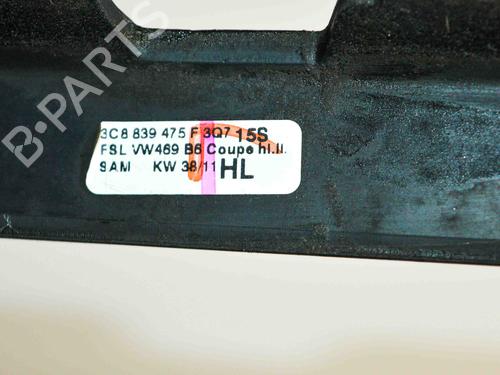 3C8 839 475 F 3Q7 15S
FSL VW469 B6 Coupe hi.li.
SAM KW 38/11 HL
B-PARTS